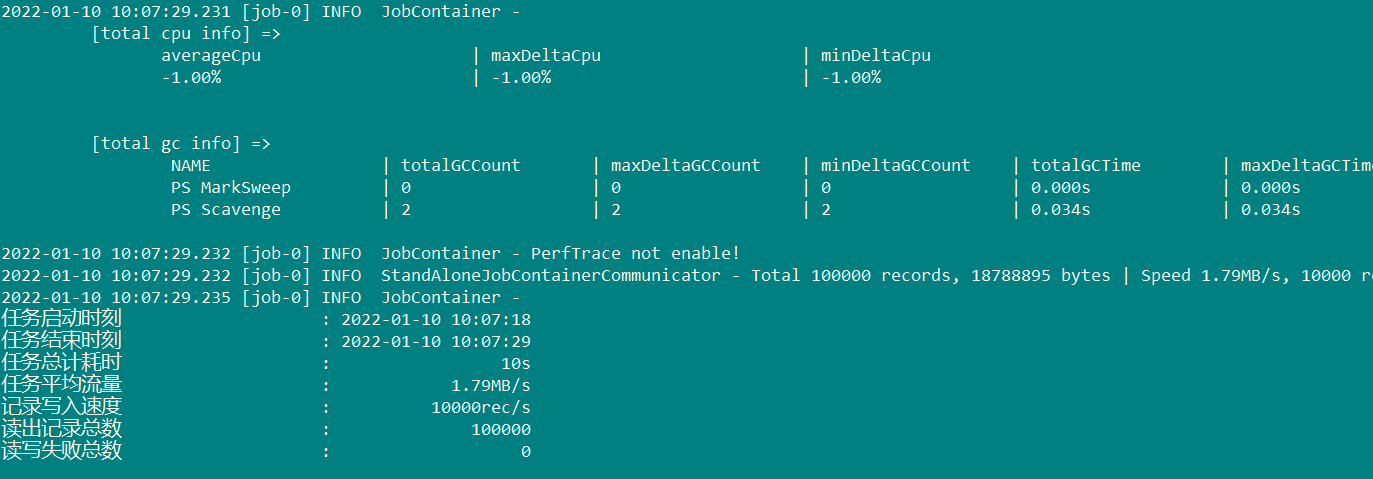 2022-01-10 10:07:29.231 [job-0] INFO  JobContainer -
[total cpu info] =>
averageCpu                     | maxDeltaCpu                    | minDeltaCpu
-1.00%                         | -1.00%                         | -1.00%
[total gc info] =>
NAME                 | totalGCCount       | maxDeltaGCCount    | minDeltaGCCount    | totalGCTime        | maxDeltaGCTime
PS MarkSweep         | 0                  | 0                  | 0                  | 0.000s             | 0.000s
PS Scavenge          | 2                  | 2                  | 2                  | 0.034s             | 0.034s
2022-01-10 10:07:29.232 [job-0] INFO  JobContainer - PerfTrace not enable!
2022-01-10 10:07:29.232 [job-0] INFO  StandAloneJobContainerCommunicator - Total 100000 records, 18788895 bytes | Speed 1.79MB/s, 10000
2022-01-10 10:07:29.235 [job-0] INFO  JobContainer -
任务启动时刻                    : 2022-01-10 10:07:18
任务结束时刻                    : 2022-01-10 10:07:29
任务总计耗时                    :                 10s
任务平均流量                    :            1.79MB/s
记录写入速度                    :          10000rec/s
读出记录总数                    :              100000
读写失败总数                    :                   0